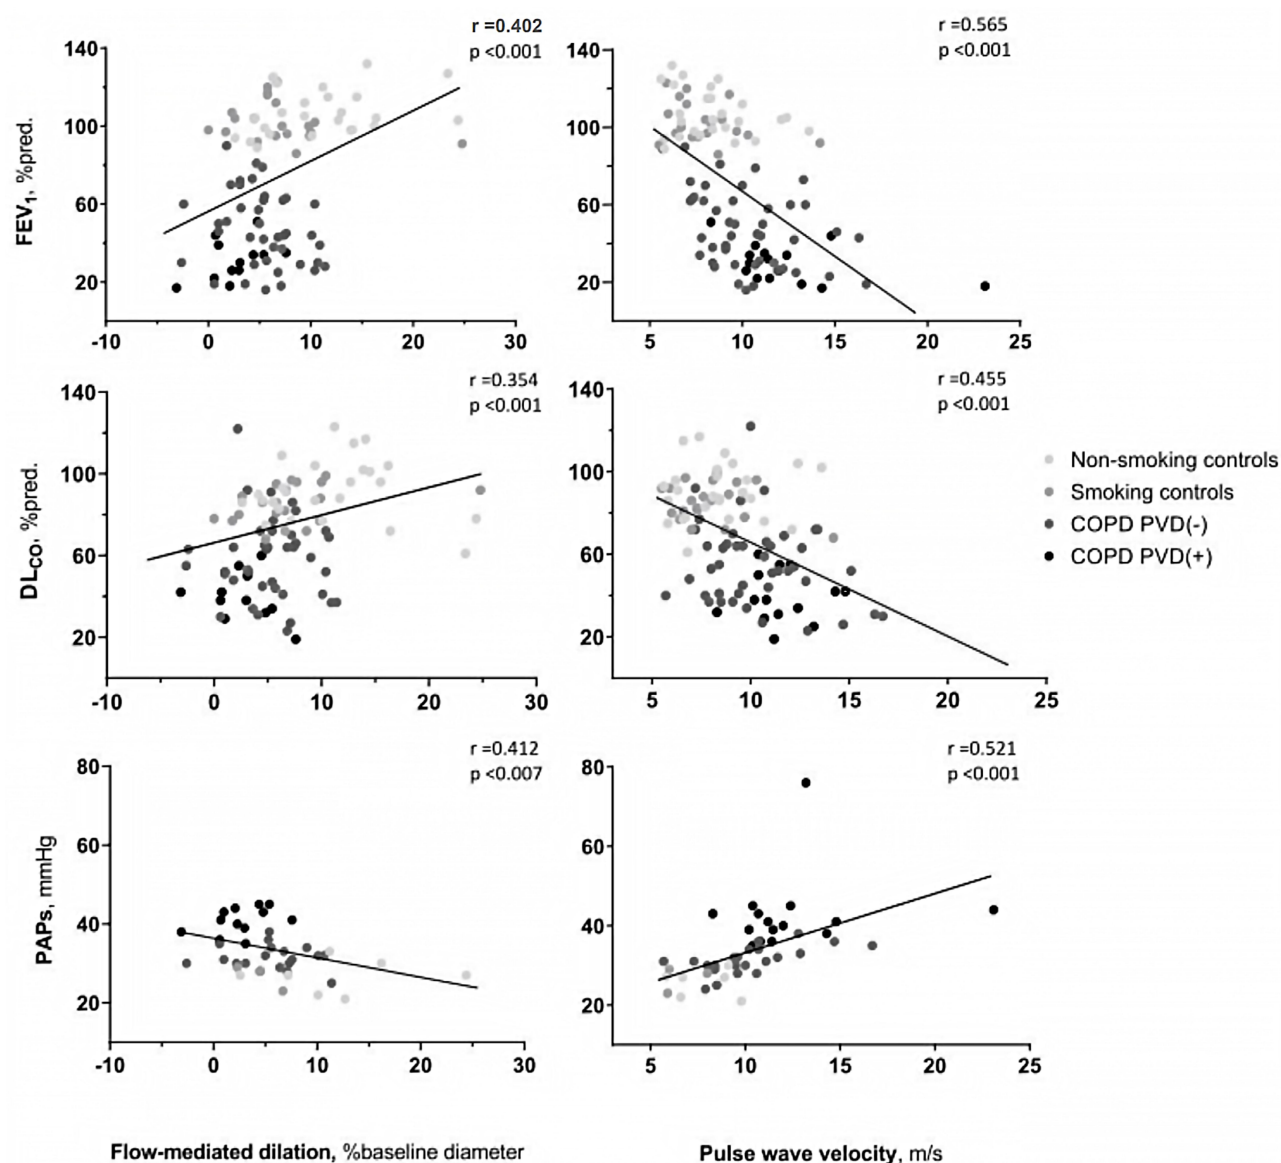 r =0.402
p <0.001
140
100
60
20
FEV1, %pred.
-10 0 10 20 30
r =0.565
p <0.001
140
100
60
20
5 10 15 20 25
r =0.354
p <0.001
140
100
60
20
DLCO, %pred.
-10 0 10 20 30
r =0.455
p <0.001
140
100
60
20
5 10 15 20 25
Non-smoking controls
Smoking controls
COPD PVD(-)
COPD PVD(+)
r =0.412
p <0.007
80
60
40
20
PAPs, mmHg
-10 0 10 20 30
r =0.521
p <0.001
80
60
40
20
5 10 15 20 25
Flow-mediated dilation, %baseline diameter
Pulse wave velocity, m/s